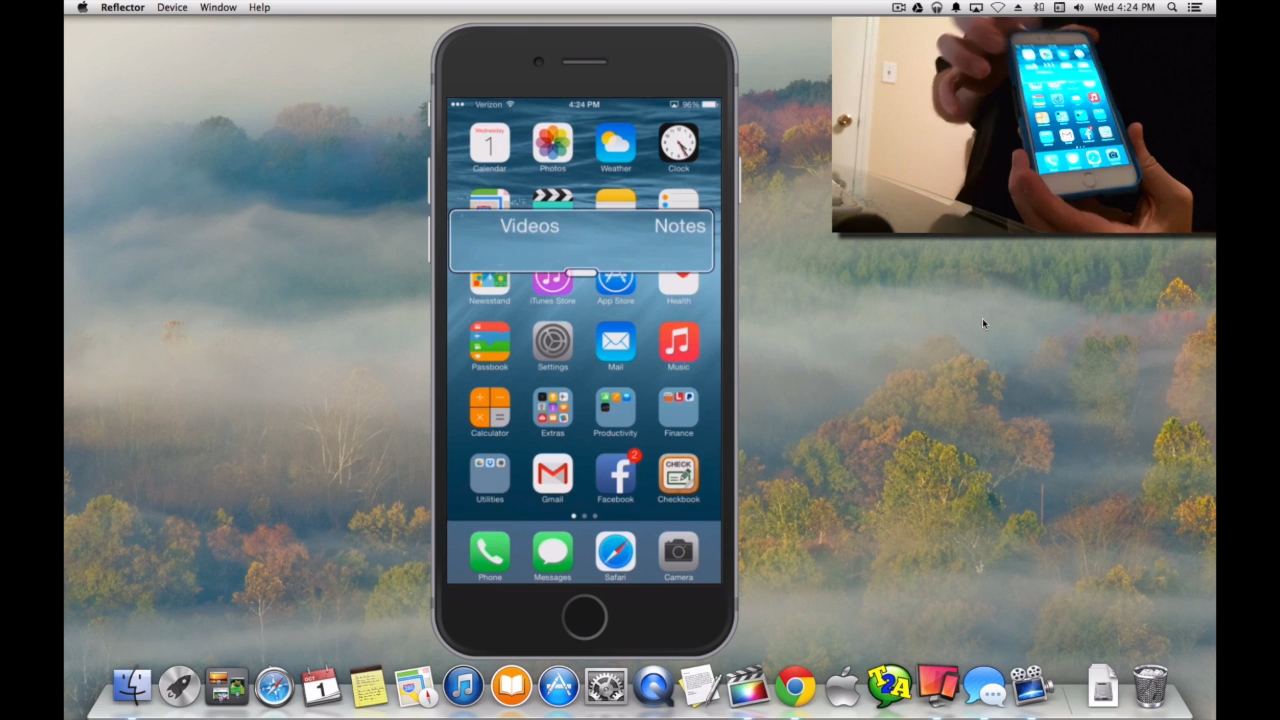 Reflector Device Window Help
Wed 4:24 PM
Verizon 4:24 PM 96%
Wednesday
1
Calendar Photos Weather Clock
Videos Notes
Newsstand iTunes Store App Store Health
Passbook Settings Mail Music
Calculator Extras Productivity Finance
2
CHECK
Utilities Gmail Facebook Checkbook
Phone Messages Safari Camera
OCT
1
T2A